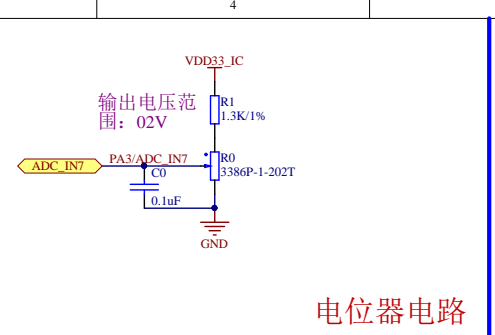 4
VDD33_IC
输出电压范
围：02V
R1
1.3K/1%
ADC_IN7
PA3/ADC_IN7
R0
3386P-1-202T
C0
0.1uF
GND
电位器电路